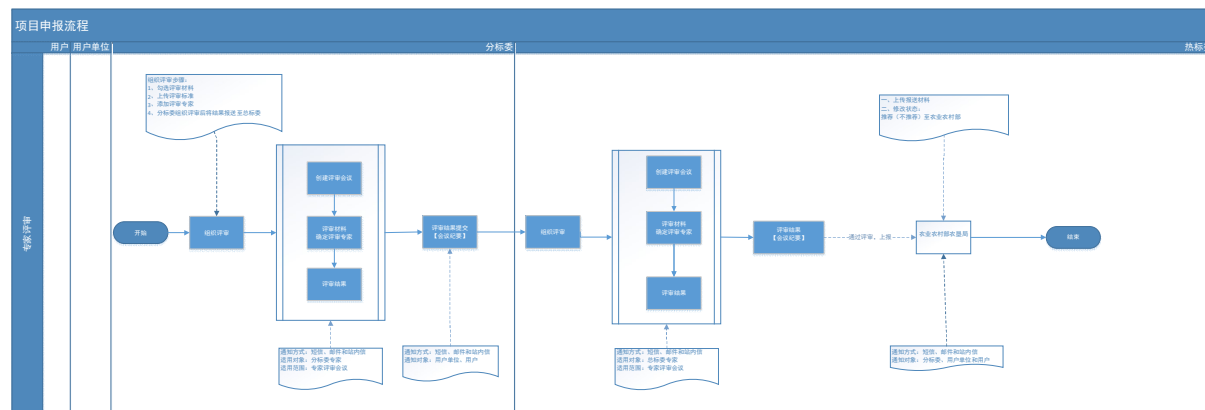 项目申报流程
用户
用户单位
分标委
热标
专家评审
组织评审步骤:
1、勾选评审材料
2、上传评审标准
3、添加评审专家
4、分标委组织评审后将结果报送至总标委
一、上传报送材料
二、修改状态:
推荐（不推荐）至农业农村部
开始
组织评审
创建评审会议
评审材料
确定评审专家
评审结果
评审结果提交
【会议纪要】
组织评审
创建评审会议
评审材料
确定评审专家
评审结果
评审结果
【会议纪要】
通过评审、上报
农业农村部农垦局
结束
通知方式：短信、邮件和站内信
适用对象：分标委专家
适用范围：专家评审会议
通知方式：短信、邮件和站内信
通知对象：用户单位、用户
通知方式：短信、邮件和站内信
适用对象：总标委专家
适用范围：专家评审会议
通知方式：短信、邮件和站内信
通知对象：分标委、用户单位和用户